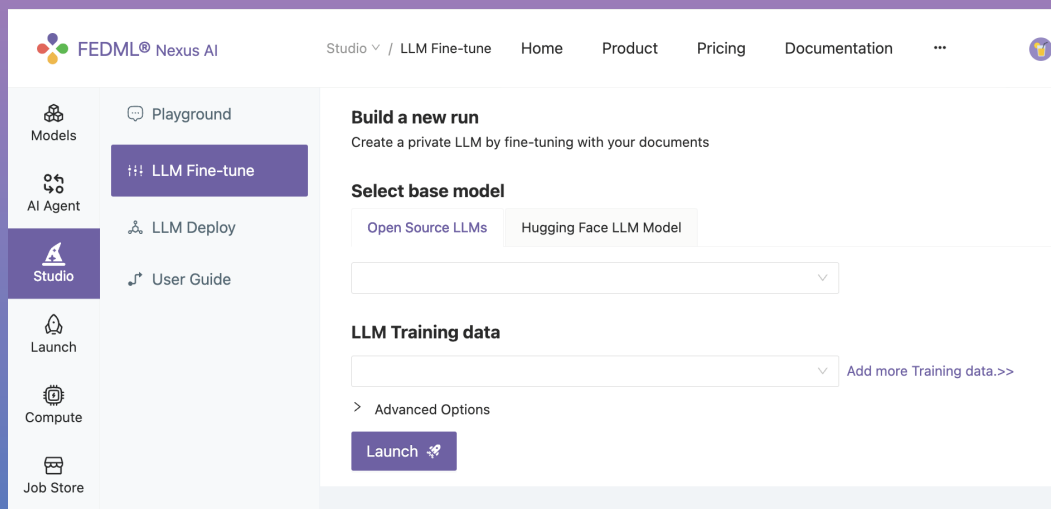 FEDML® Nexus AI
Studio / LLM Fine-tune
Home
Product
Pricing
Documentation
•••
Models
AI Agent
Studio
Launch
Compute
Job Store
Playground
LLM Fine-tune
LLM Deploy
User Guide
Build a new run
Create a private LLM by fine-tuning with your documents
Select base model
Open Source LLMs
Hugging Face LLM Model
LLM Training data
Add more Training data.>>
Advanced Options
Launch